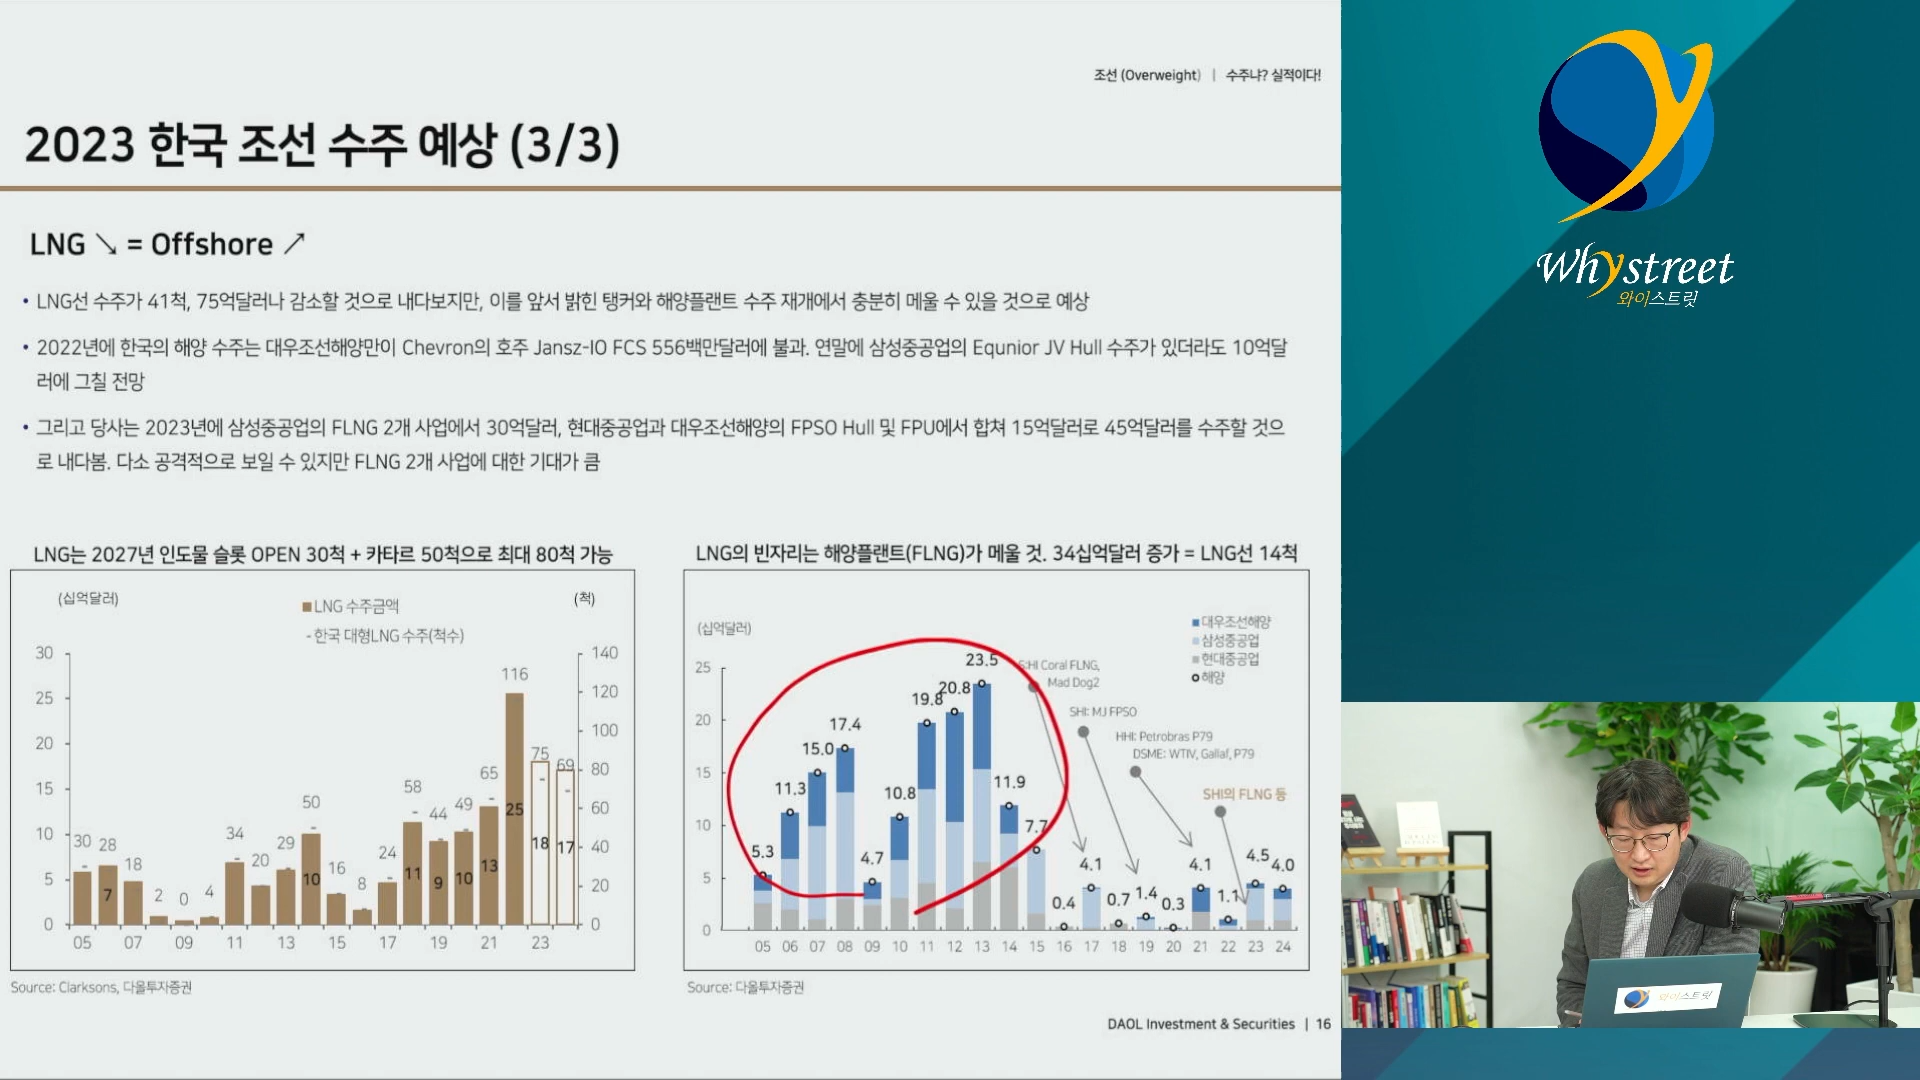 조선 (Overweight) | 수주냐? 실적이다!
2023 한국 조선 수주 예상 (3/3)
LNG ↘ = Offshore ↗
• LNG선 수주가 41척, 75억달러나 감소할 것으로 내다보지만, 이를 앞서 밝힌 탱커와 해양플랜트 수주 재개에서 충분히 메울 수 있을 것으로 예상
• 2022년에 한국의 해양 수주는 대우조선해양만이 Chevron의 호주 Jansz-IO FCS 556백만달러에 불과. 연말에 삼성중공업의 Equnior JV Hull 수주가 있더라도 10억달
러에 그칠 전망
• 그리고 당사는 2023년에 삼성중공업의 FLNG 2개 사업에서 30억달러, 현대중공업과 대우조선해양의 FPSO Hull 및 FPU에서 합쳐 15억달러로 45억달러를 수주할 것으
로 내다봄. 다소 공격적으로 보일 수 있지만 FLNG 2개 사업에 대한 기대가 큼
LNG는 2027년 인도물 슬롯 OPEN 30척 + 카타르 50척으로 최대 80척 가능
(십억달러)
(척)
LNG 수주금액
- 한국 대형LNG 수주(척수)
30 25 20 15 10 5 0
140 120 100 80 60 40 20 0
30 28 18 2 0 4 34 20 29 50 16 8 24 58 44 49 65 116 75 69
7 10 11 9 10 13 25 18 17
05 07 09 11 13 15 17 19 21 23
Source: Clarksons, 다올투자증권
LNG의 빈자리는 해양플랜트(FLNG)가 메울 것. 34십억달러 증가 = LNG선 14척
(십억달러)
대우조선해양
삼성중공업
현대중공업
해양
25 20 15 10 5 0
SHI Coral FLNG,
Mad Dog2
SHI: MJ FPSO
HHI: Petrobras P79
DSME: WTIV, Gallaf, P79
SHI의 FLNG 등
5.3 11.3 15.0 17.4 4.7 10.8 19.8 20.8 23.5 11.9 7.7 0.4 4.1 0.7 1.4 0.3 4.1 1.1 4.5 4.0
05 06 07 08 09 10 11 12 13 14 15 16 17 18 19 20 21 22 23 24
Source: 다올투자증권
DAOL Investment & Securities | 16
Whystreet
와이스트릿
와이스트릿